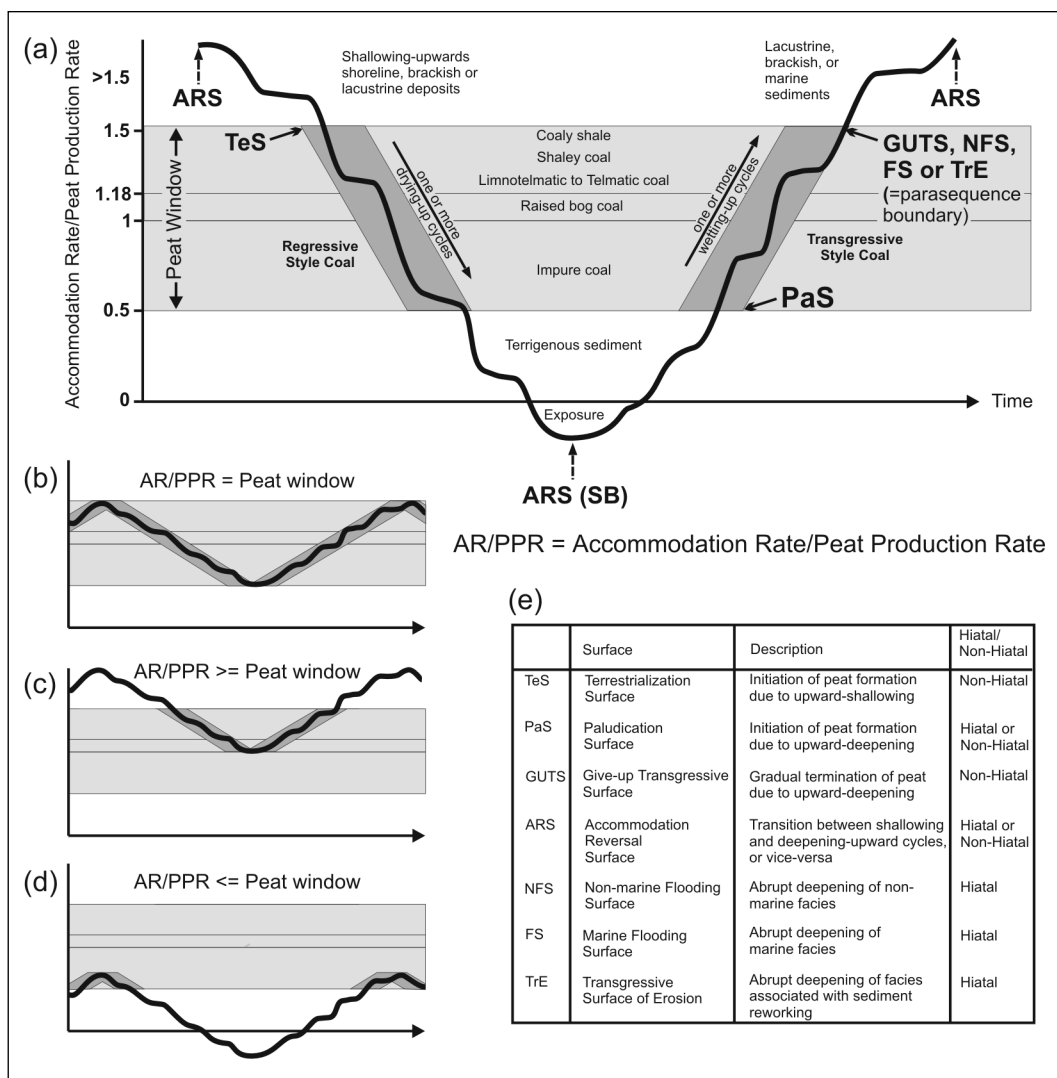 (a)
Accommodation Rate/Peat Production Rate
>1.5
1.5
1.18
1
0.5
0
Peat Window
ARS
Shallowing-upwards
shoreline, brackish or
lacustrine deposits
Lacustrine,
brackish, or
marine
sediments
ARS
TeS
one or more
drying-up cycles
Coaly shale
Shaley coal
Limnotelmatic to Telmatic coal
Raised bog coal
Impure coal
Regressive
Style Coal
one or more
wetting-up cycles
GUTS, NFS,
FS or TrE
(=parasequence
boundary)
Transgressive
Style Coal
PaS
Terrigenous sediment
Exposure
Time
ARS (SB)
(b)
AR/PPR = Peat window
AR/PPR = Accommodation Rate/Peat Production Rate
(c)
AR/PPR >= Peat window
(d)
AR/PPR <= Peat window
(e)
Surface
Description
Hiatal/
Non-Hiatal
TeS
Terrestrialization
Surface
Initiation of peat formation
due to upward-shallowing
Non-Hiatal
PaS
Paludication
Surface
Initiation of peat formation
due to upward-deepening
Hiatal or
Non-Hiatal
GUTS
Give-up Transgressive
Surface
Gradual termination of peat
due to upward-deepening
Non-Hiatal
ARS
Accommodation
Reversal
Surface
Transition between shallowing
and deepening-upward cycles,
or vice-versa
Hiatal or
Non-Hiatal
NFS
Non-marine Flooding
Surface
Abrupt deepening of non-
marine facies
Hiatal
FS
Marine Flooding
Surface
Abrupt deepening of
marine facies
Hiatal
TrE
Transgressive
Surface of Erosion
Abrupt deepening of facies
associated with sediment
reworking
Hiatal